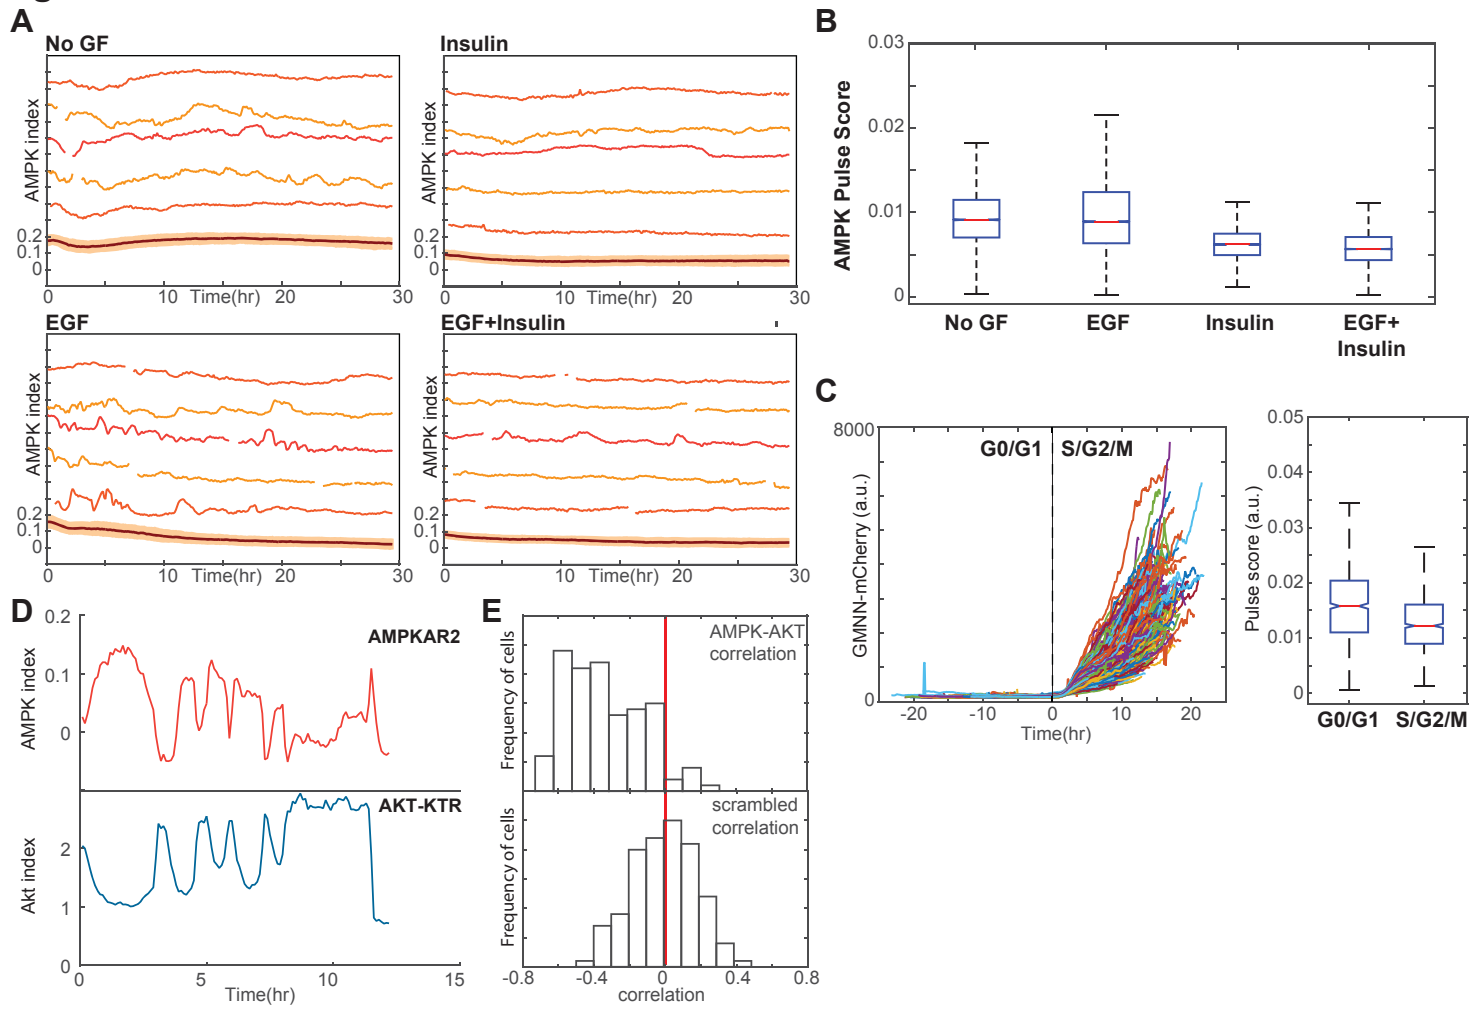 A
No GF
AMPK index
0.2
0.1
0
0
10
Time(hr)
20
30
Insulin
AMPK index
0.2
0.1
0
0
10
Time(hr)
20
30
EGF
AMPK index
0.2
0.1
0
0
10
Time(hr)
20
30
EGF+Insulin
AMPK index
0.2
0.1
0
0
10
Time(hr)
20
30
B
AMPK Pulse Score
0.03
0.02
0.01
0
No GF
EGF
Insulin
EGF+
Insulin
C
GMNN-mCherry (a.u.)
8000
0
G0/G1
S/G2/M
-20
-10
0
10
20
Time(hr)
Pulse score (a.u.)
0.05
0.04
0.03
0.02
0.01
0
G0/G1
S/G2/M
D
AMPK index
0.2
0.1
0
AMPKAR2
Akt index
2
1
0
AKT-KTR
0
5
10
15
Time(hr)
E
Frequency of cells
AMPK-AKT
correlation
Frequency of cells
scrambled
correlation
-0.8
-0.4
0
0.4
0.8
correlation